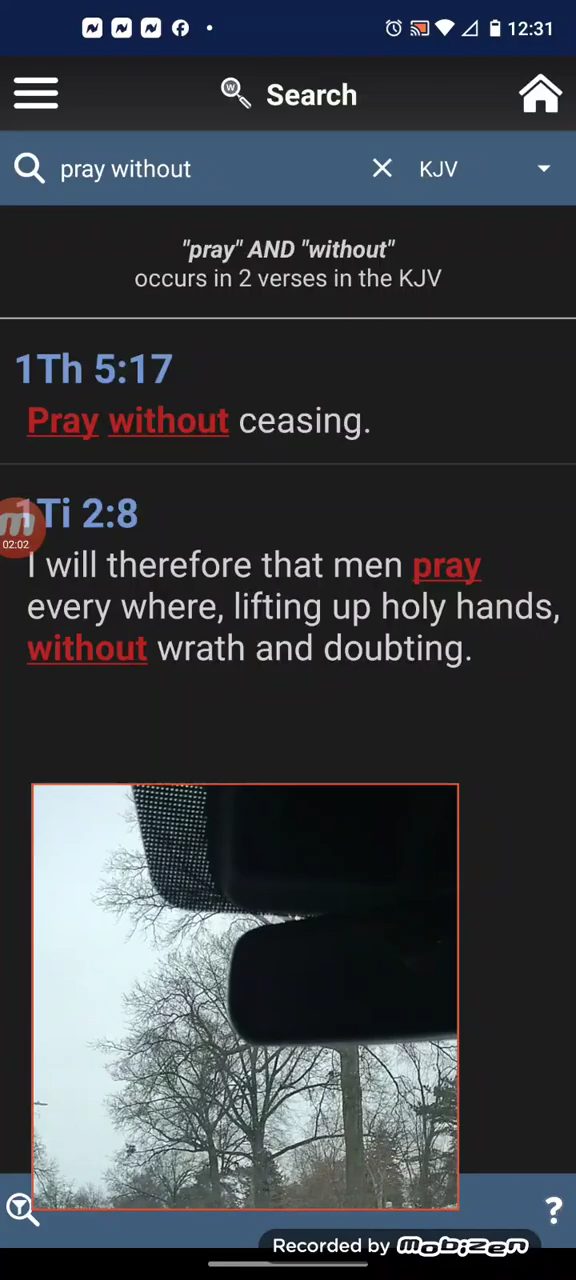 12:31
Search
pray without
KJV
"pray" AND "without"
occurs in 2 verses in the KJV
1Th 5:17
Pray without ceasing.
1Ti 2:8
I will therefore that men pray
every where, lifting up holy hands,
without wrath and doubting.
02:02
?
Recorded by mobizen